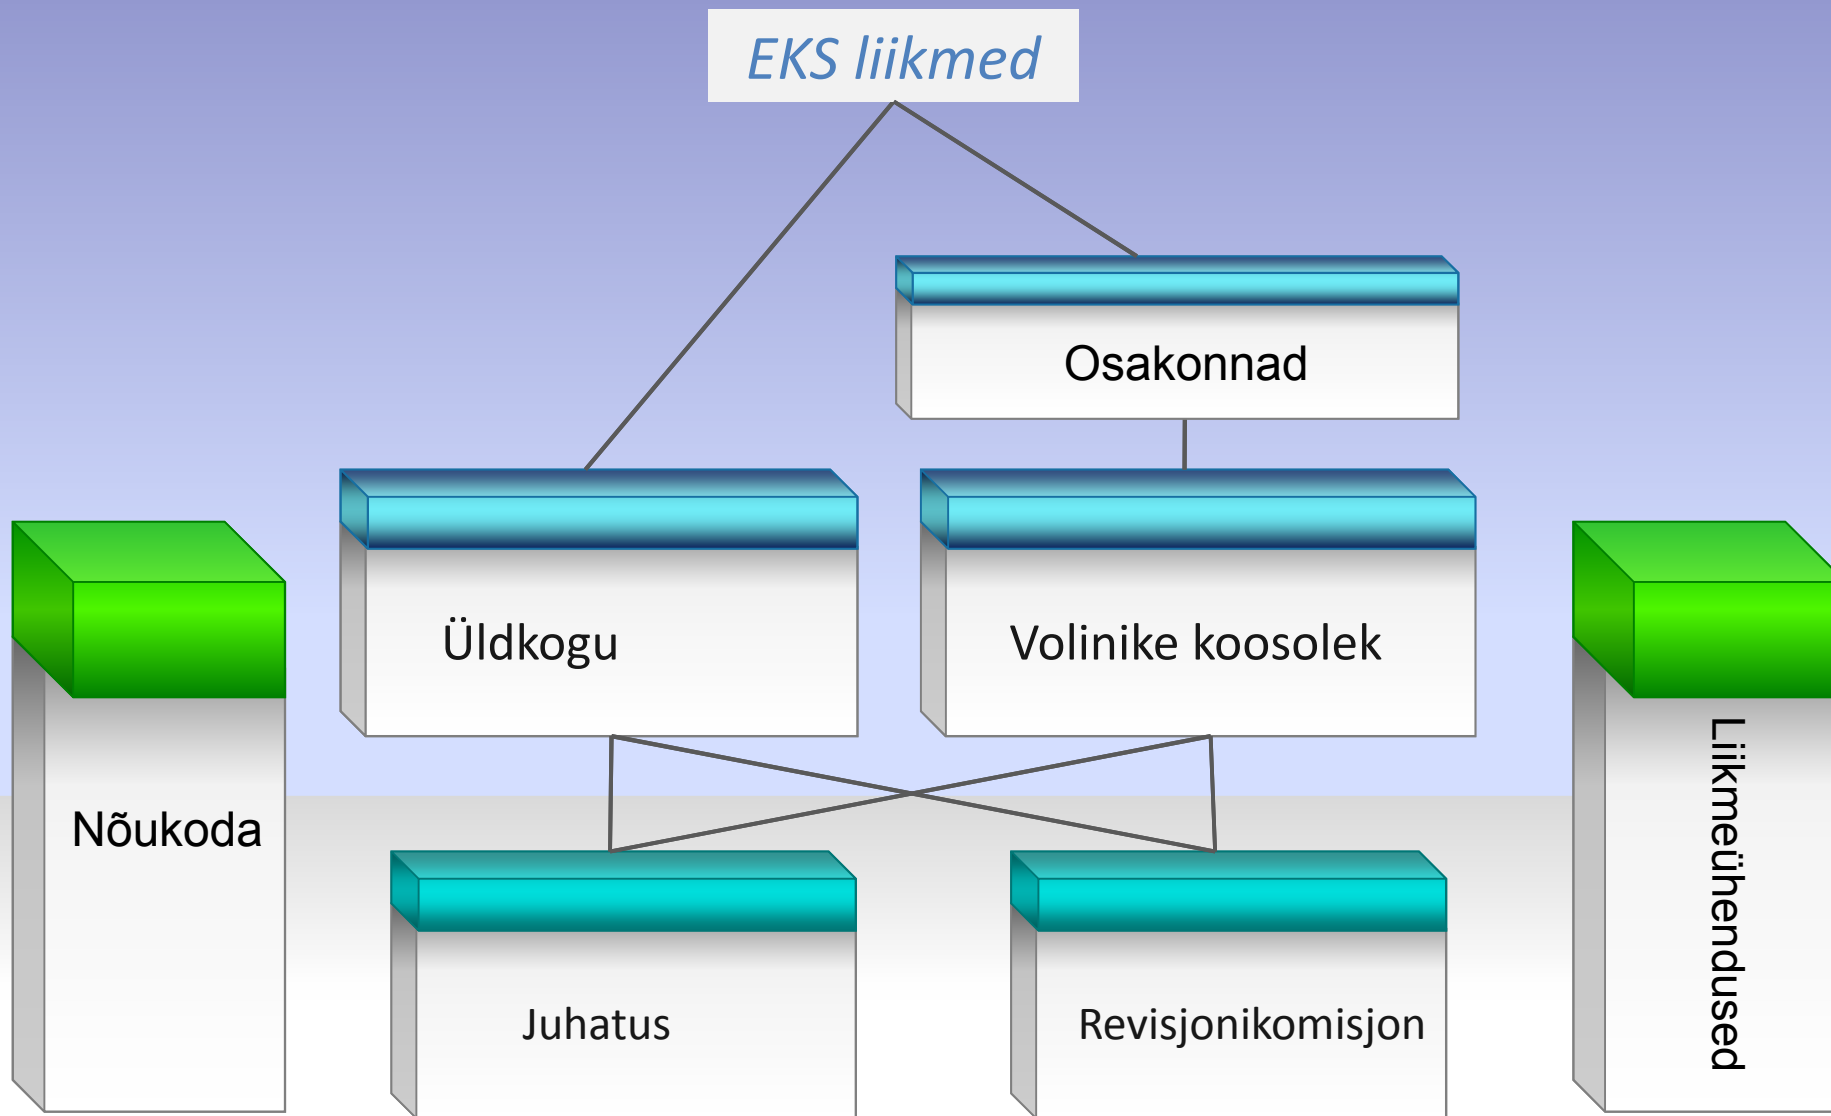 EKS liikmed
Osakonnad
Üldkogu
Volinike koosolek
Nõukoda
Liikmeühendused
Juhatus
Revisjonikomisjon